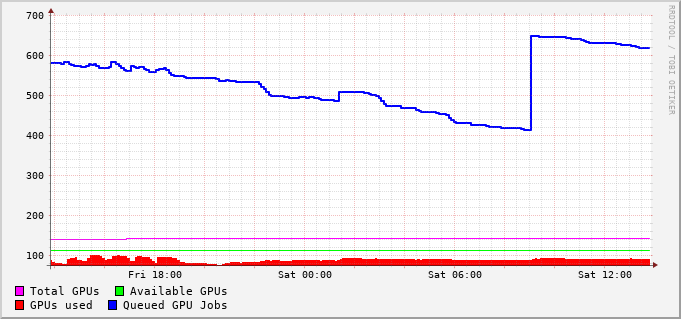 RRDTOOL / TOBI OETIKER
700
600
500
400
300
200
100
Fri 18:00 Sat 00:00 Sat 06:00 Sat 12:00
Total GPUs Available GPUs
GPUs used Queued GPU Jobs